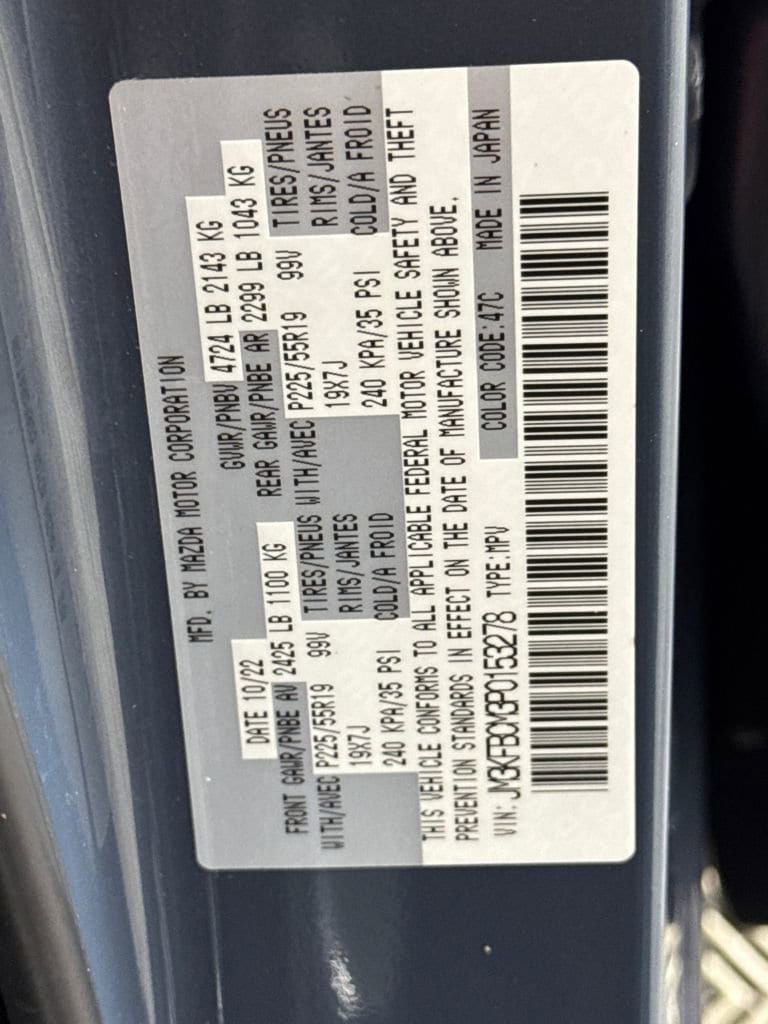 MFD. BY MAZDA MOTOR CORPORATION
DATE 10/22 GVWR/PNBV 4724 LB 2143 KG
FRONT GAWR/PNBE AV 2425 LB 1100 KG REAR GAWR/PNBE AR 2299 LB 1043 KG
WITH/AVEC P225/55R19 99V TIRES/PNEUS WITH/AVEC P225/55R19 99V TIRES/PNEUS
19X7J RIMS/JANTES 19X7J RIMS/JANTES
240 KPA/35 PSI COLD/A FROID 240 KPA/35 PSI COLD/A FROID
THIS VEHICLE CONFORMS TO ALL APPLICABLE FEDERAL MOTOR VEHICLE SAFETY AND THEFT
PREVENTION STANDARDS IN EFFECT ON THE DATE OF MANUFACTURE SHOWN ABOVE.
VIN: JM3KFBCM3P0153278 TYPE:MPV COLOR CODE:47C MADE IN JAPAN